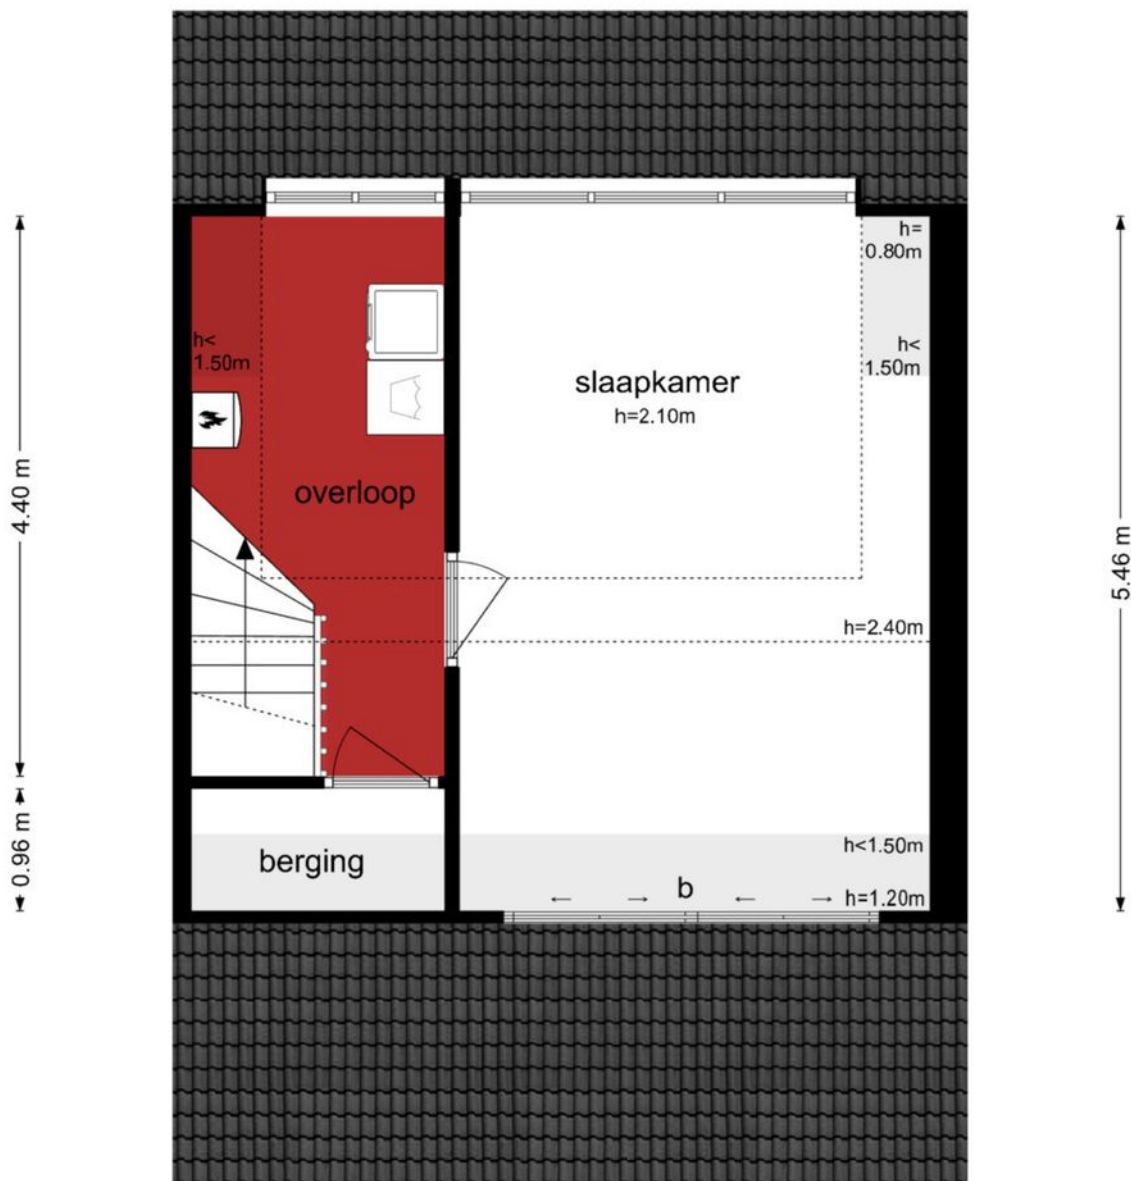 h=
0.80m
h<
1.50m
h<
1.50m
slaapkamer
h=2.10m
overloop
4.40 m
5.46 m
h=2.40m
0.96 m
h<1.50m
berging
b
h=1.20m